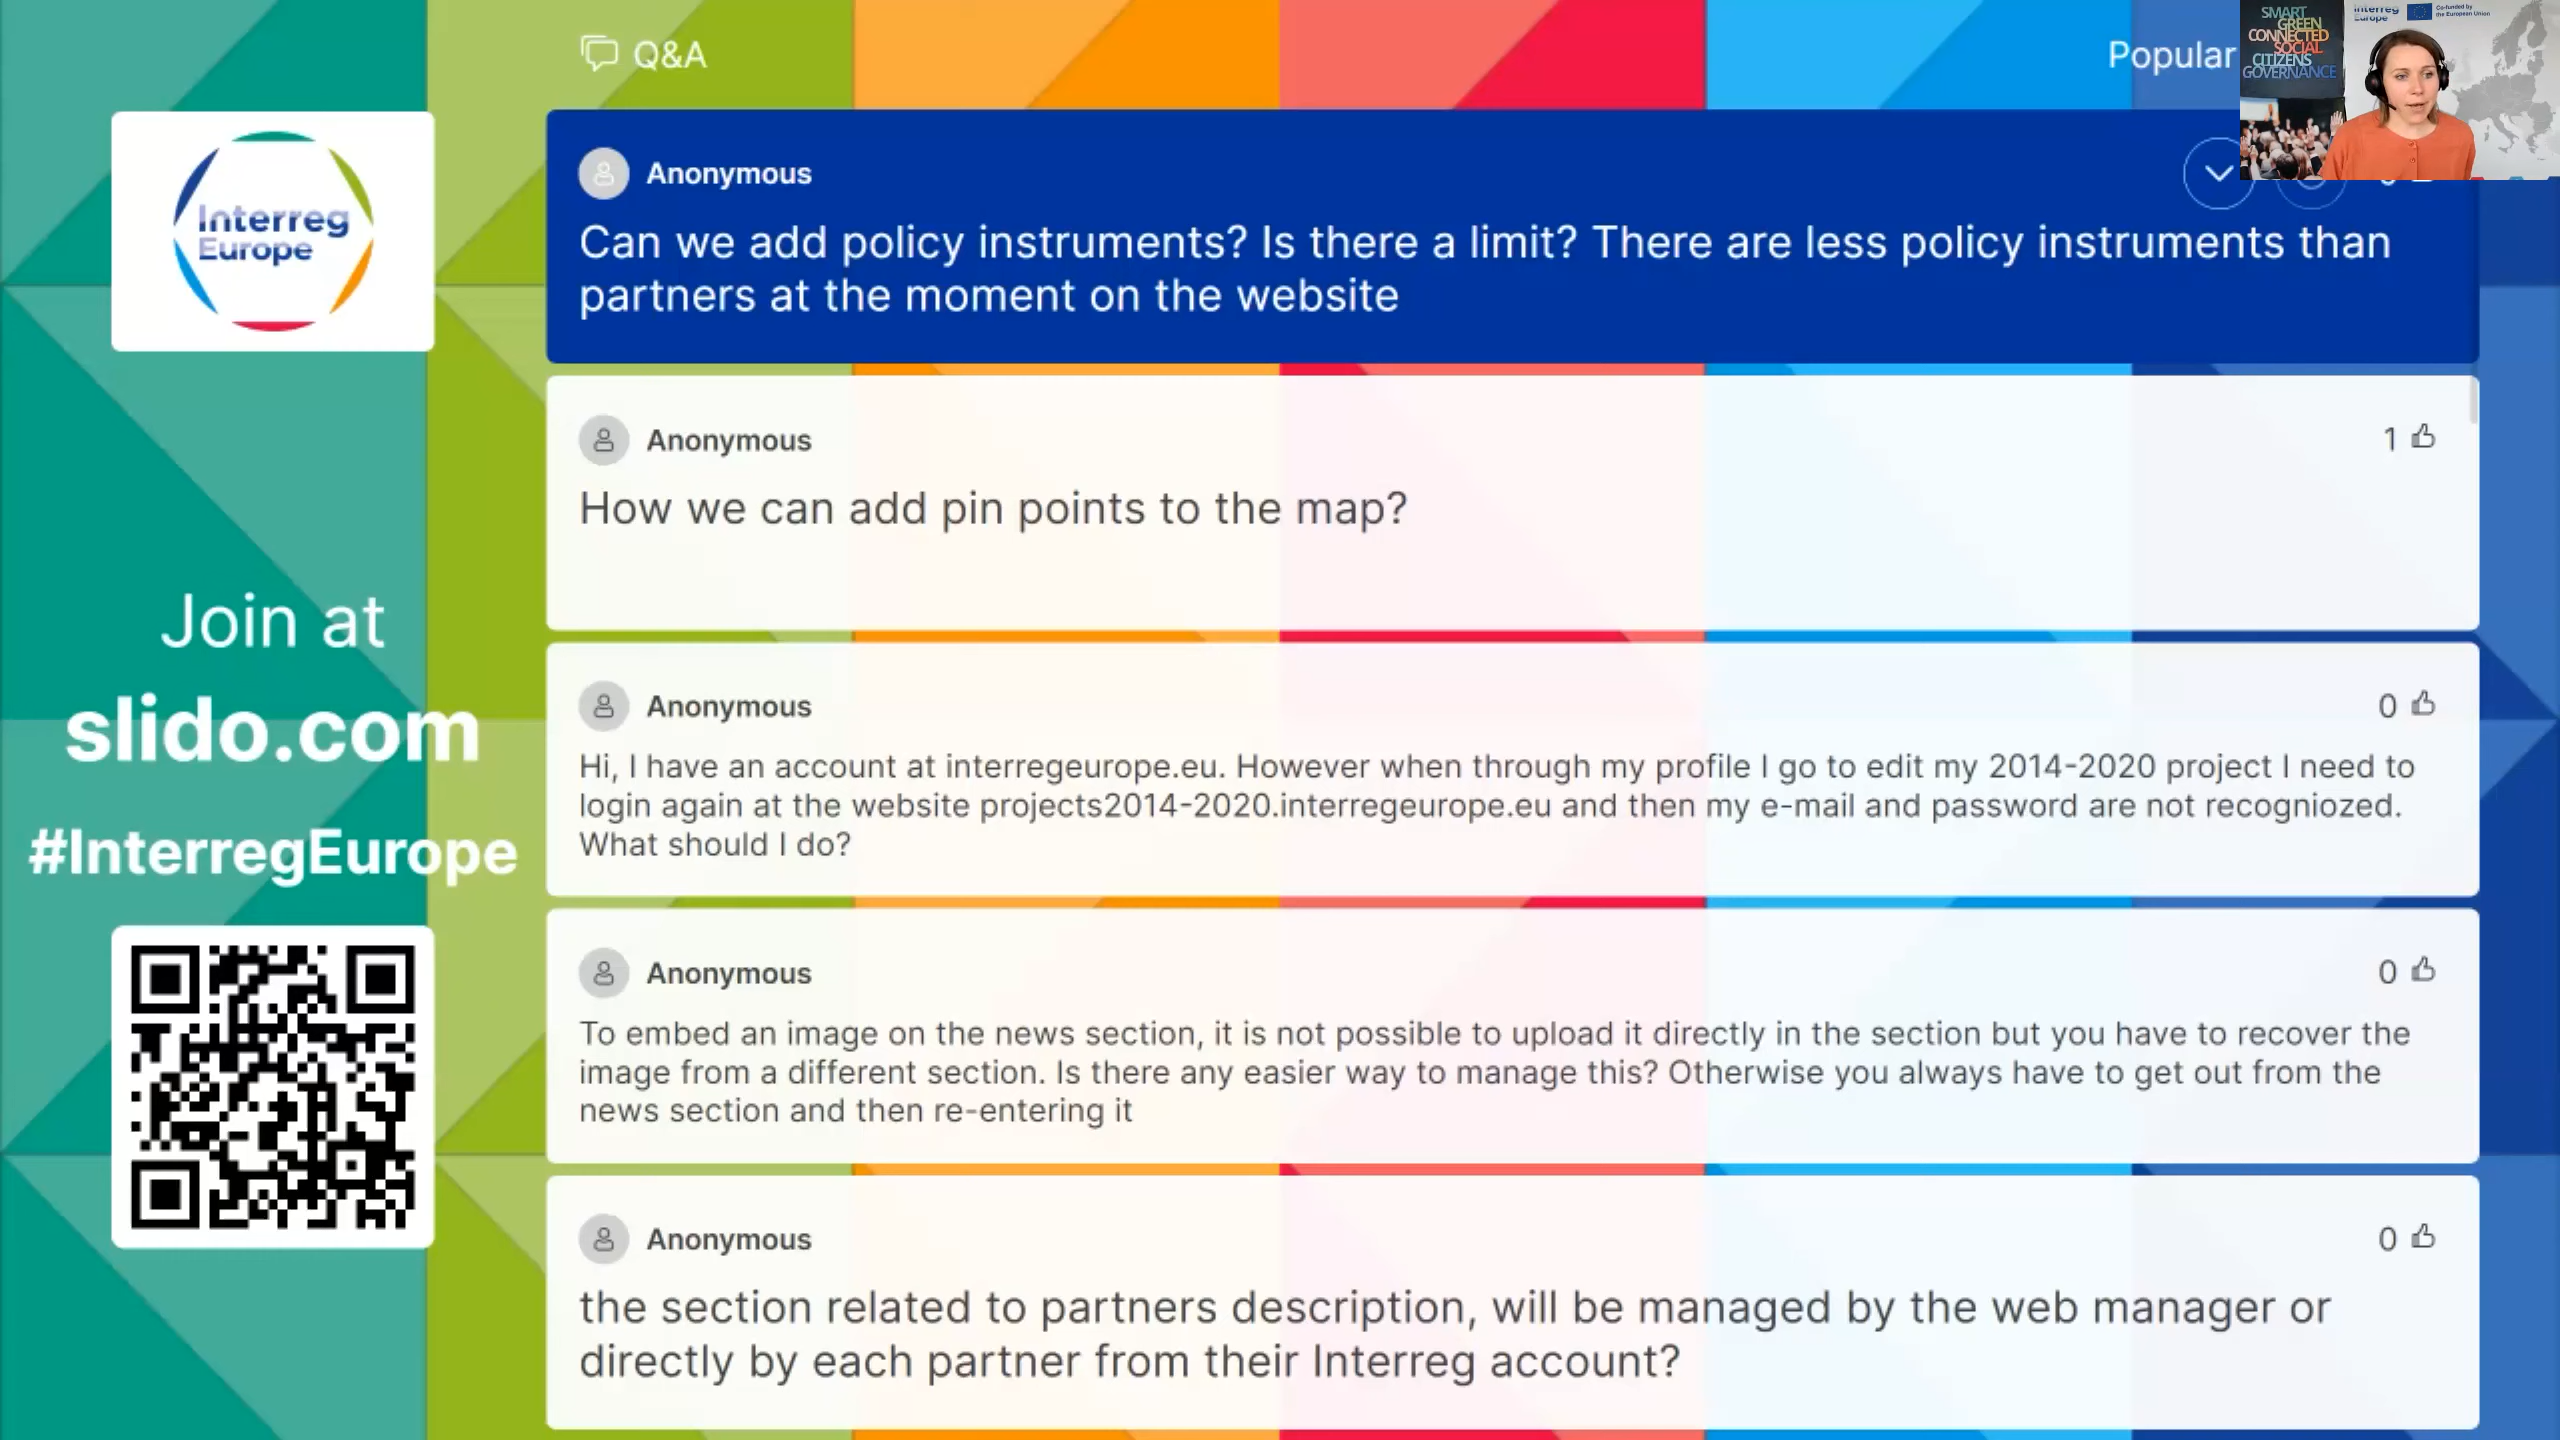 Q&A
Popular
SMART
GREEN
CONNECTED
SOCIAL
CITIZENS
GOVERNANCE
Interreg
Europe
Co-funded by
the European Union
Interreg
Europe
Join at
slido.com
#InterregEurope
Anonymous
Can we add policy instruments? Is there a limit? There are less policy instruments than
partners at the moment on the website
Anonymous
1
How we can add pin points to the map?
Anonymous
0
Hi, I have an account at interregeurope.eu. However when through my profile I go to edit my 2014-2020 project I need to
login again at the website projects2014-2020.interregeurope.eu and then my e-mail and password are not recogniozed.
What should I do?
Anonymous
0
To embed an image on the news section, it is not possible to upload it directly in the section but you have to recover the
image from a different section. Is there any easier way to manage this? Otherwise you always have to get out from the
news section and then re-entering it
Anonymous
0
the section related to partners description, will be managed by the web manager or
directly by each partner from their Interreg account?